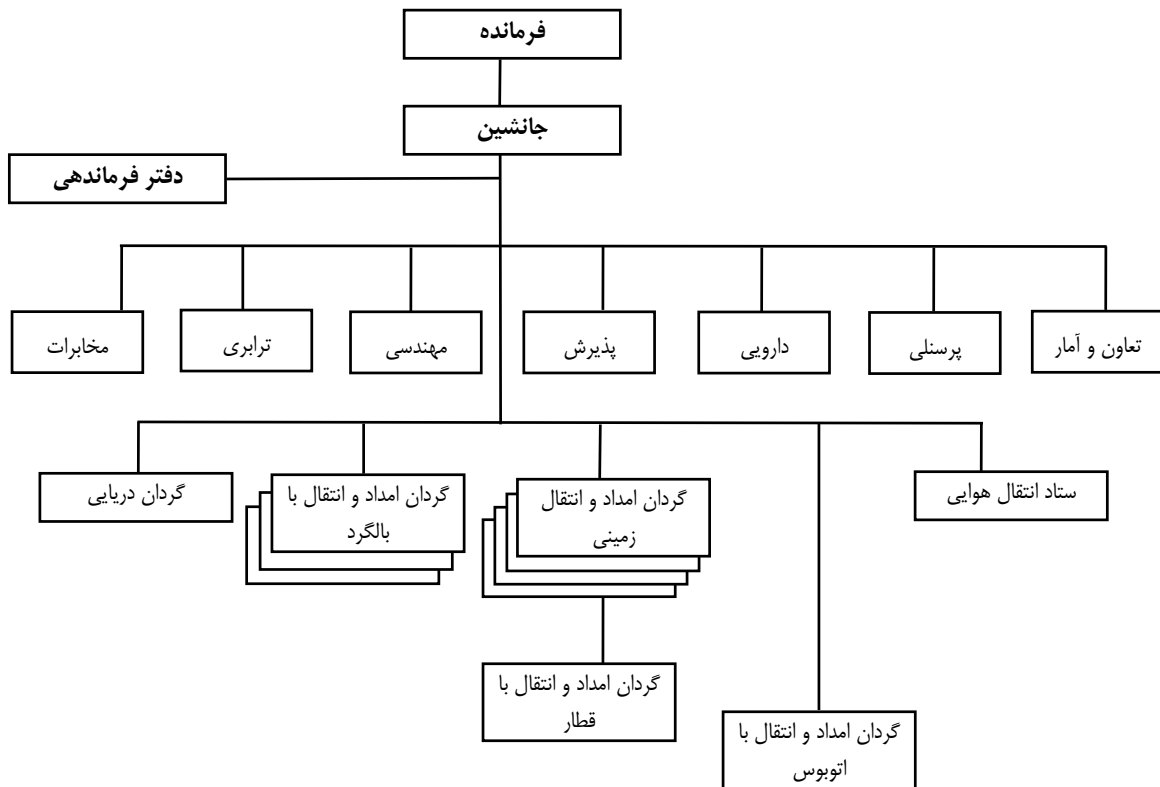 فرمانده
جانشین
دفتر فرماندهی
تعاون و آمار
پرسنلی
دارویی
پذیرش
مهندسی
ترابری
مخابرات
ستاد انتقال هوایی
گردان امداد و انتقال
زمینی
گردان امداد و انتقال با
بالگرد
گردان دریایی
گردان امداد و انتقال با
قطار
گردان امداد و انتقال با
اتوبوس